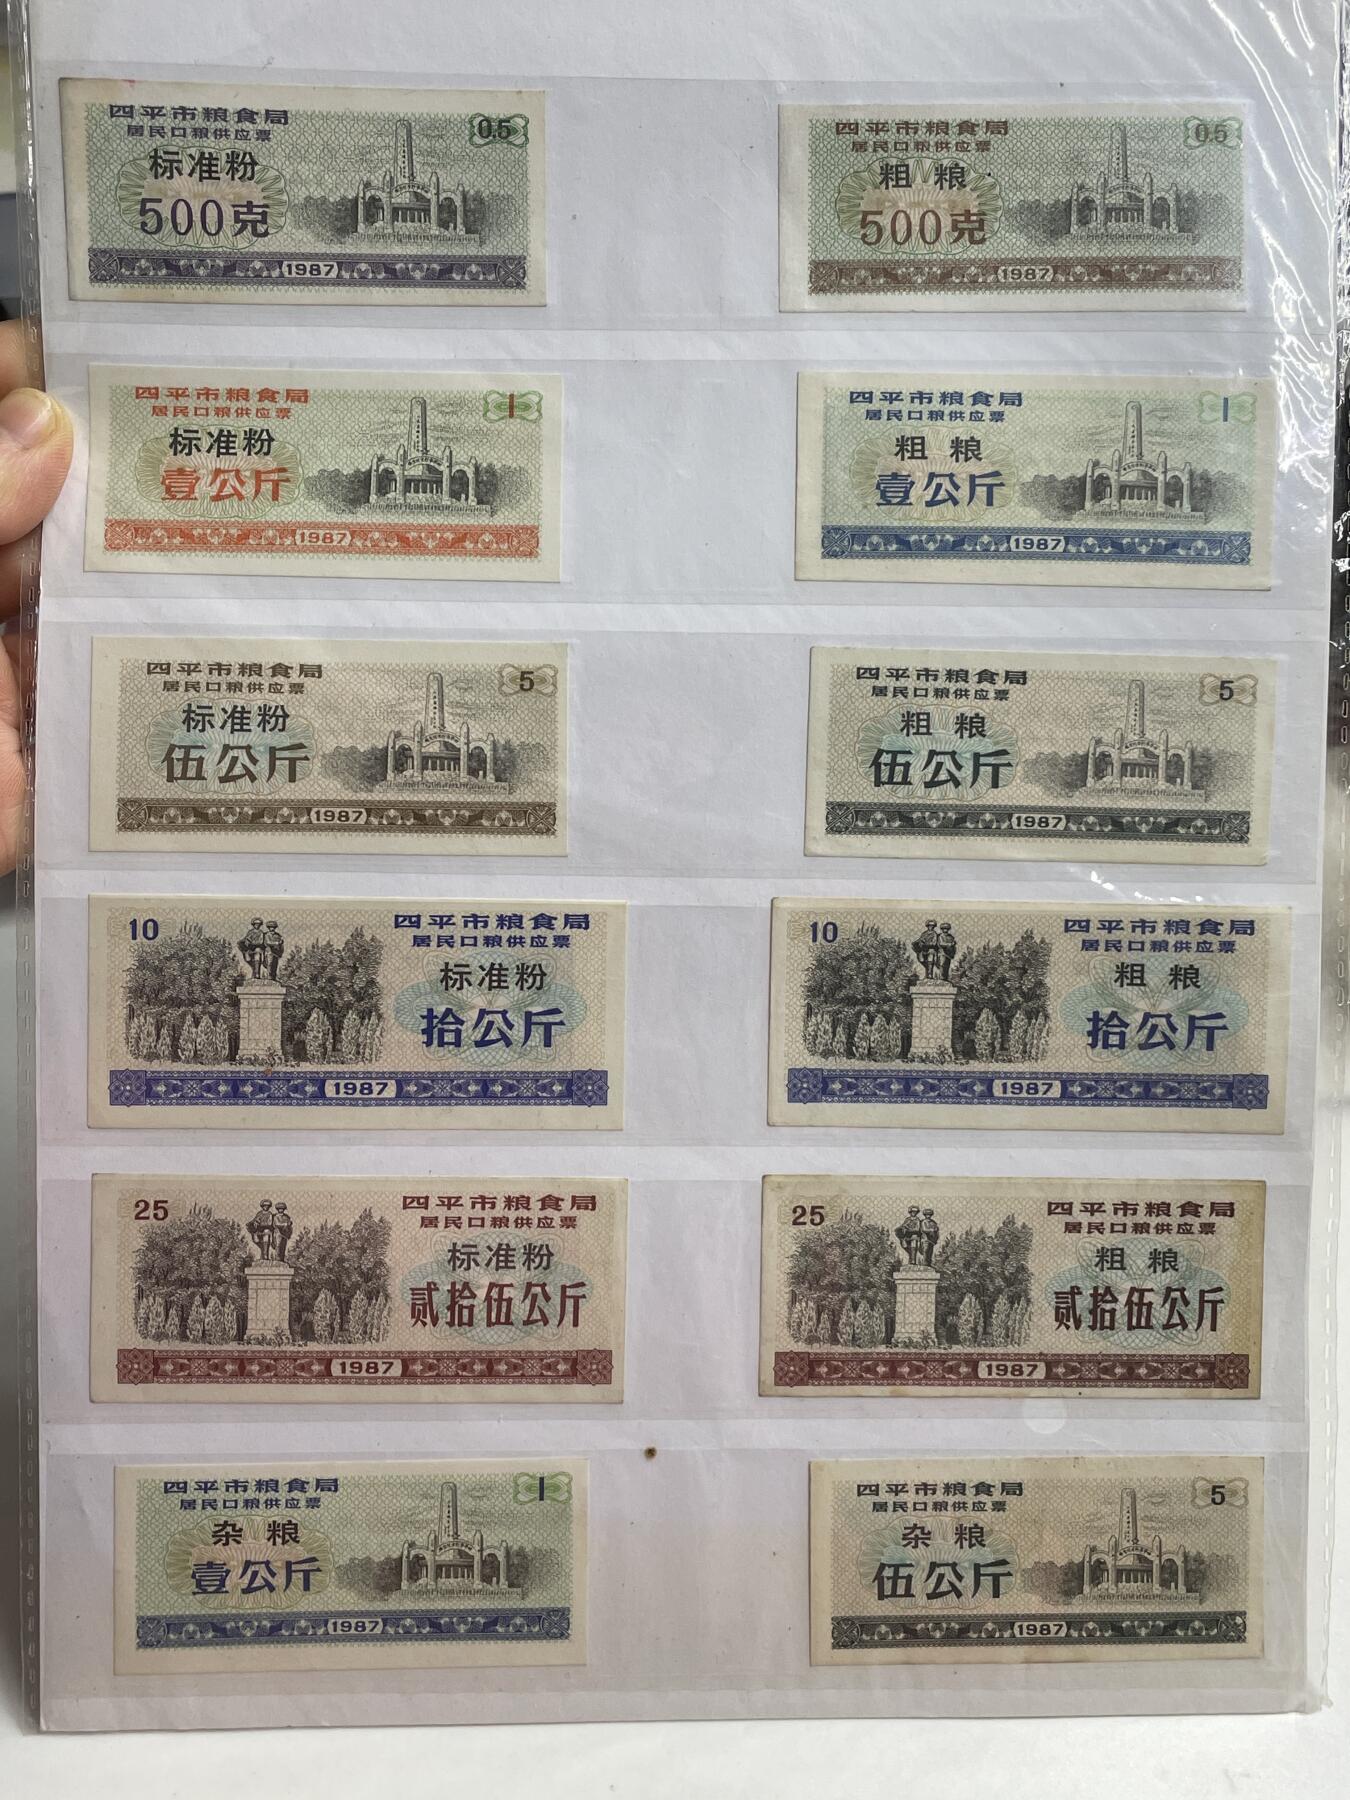 四平市粮食局
0.5
居民口粮供应票
标准粉
500克
1987
四平市粮食局
0.5
居民口粮供应票
粗粮
500克
1987
四平市粮食局
1
居民口粮供应票
标准粉
壹公斤
1987
四平市粮食局
1
居民口粮供应票
粗粮
壹公斤
1987
四平市粮食局
5
居民口粮供应票
标准粉
伍公斤
1987
四平市粮食局
5
居民口粮供应票
粗粮
伍公斤
1987
10
四平市粮食局
居民口粮供应票
标准粉
拾公斤
1987
10
四平市粮食局
居民口粮供应票
粗粮
拾公斤
1987
25
四平市粮食局
居民口粮供应票
标准粉
贰拾伍公斤
1987
25
四平市粮食局
居民口粮供应票
粗粮
贰拾伍公斤
1987
四平市粮食局
1
居民口粮供应票
杂粮
壹公斤
1987
四平市粮食局
5
居民口粮供应票
杂粮
伍公斤
1987